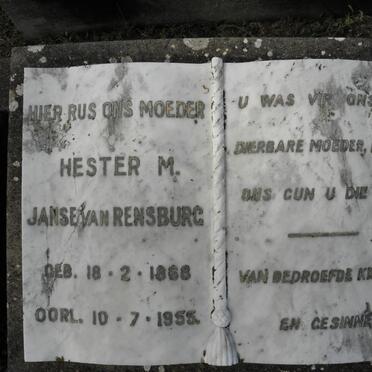 HIER RUS ONS MOEDER
HESTER M.
JANSE VAN RENSBURG
GEB. 18-2-1868
OORL. 10-7-1955.
U WAS VIR ONS
DIERBARE MOEDER,
ONS GUN U DIE
VAN BEDROEFDE
EN GESINNE